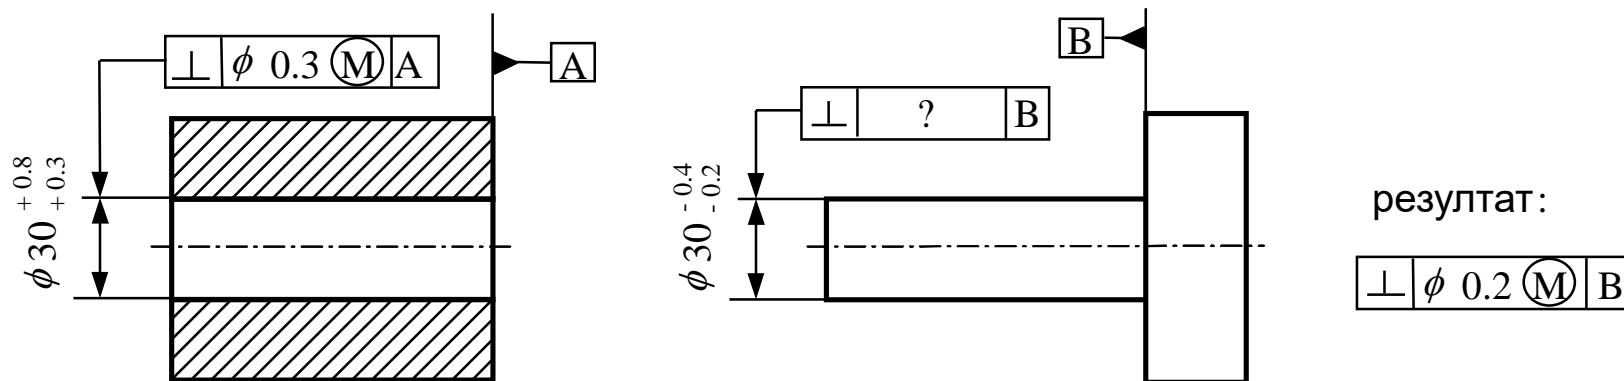 ⊥ ϕ 0.3 Ⓜ A
A
ϕ 30 + 0.8 + 0.3
B
⊥ ? B
ϕ 30 - 0.4 - 0.2
резултат:
⊥ ϕ 0.2 Ⓜ B